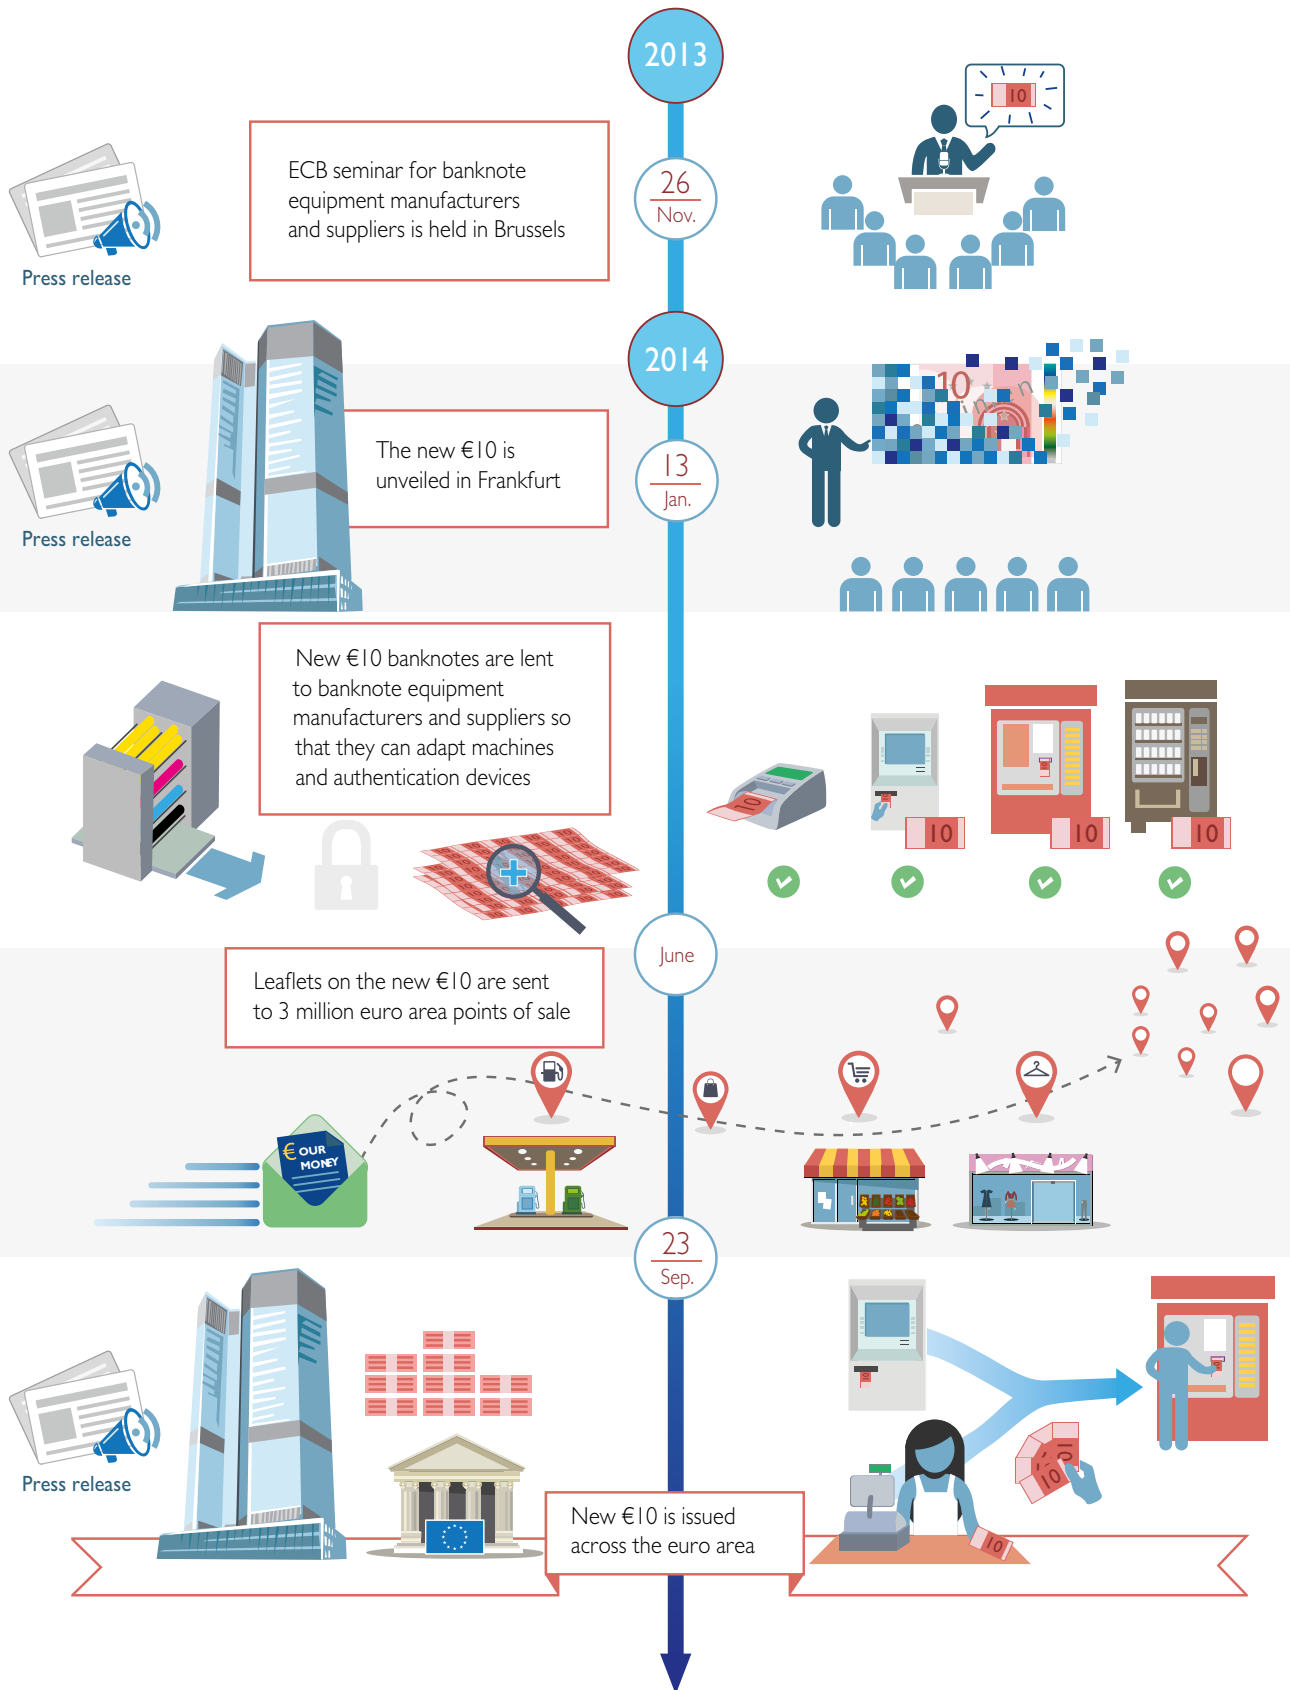 2013
10
ECB seminar for banknote
equipment manufacturers
and suppliers is held in Brussels
26
Nov.
Press release
2014
10
The new €10 is
unveiled in Frankfurt
13
Jan.
Press release
New €10 banknotes are lent
to banknote equipment
manufacturers and suppliers so
that they can adapt machines
and authentication devices
10
10
10
10
June
Leaflets on the new €10 are sent
to 3 million euro area points of sale
€ OUR
MONEY
23
Sep.
Press release
10
10
New €10 is issued
across the euro area
10